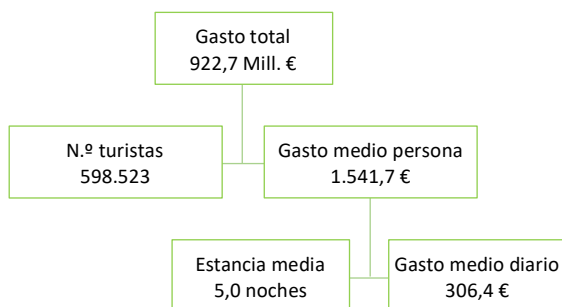 Gasto total
922,7 Mill. €
N.º turistas
598.523
Gasto medio persona
1.541,7 €
Estancia media
5,0 noches
Gasto medio diario
306,4 €